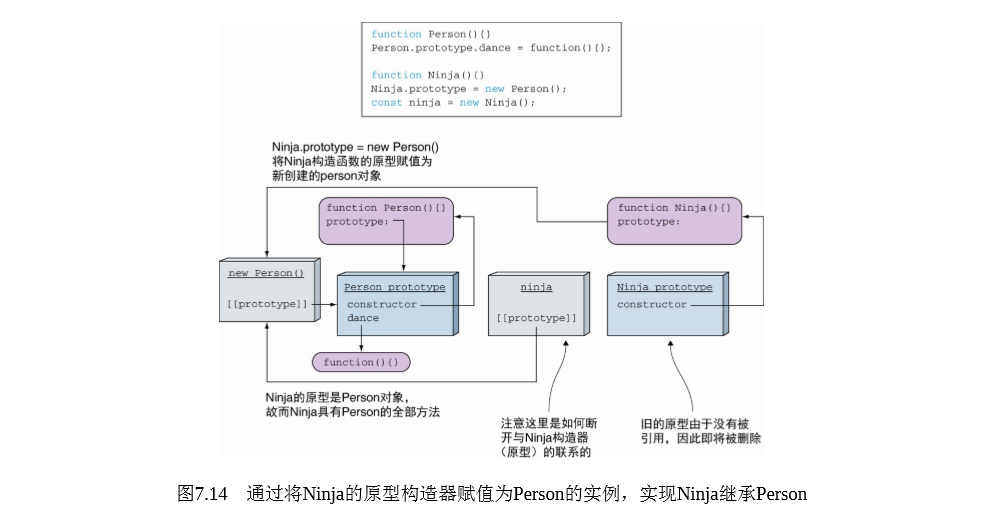 function Person(){}
Person.prototype.dance = function(){};
function Ninja(){}
Ninja.prototype = new Person();
const ninja = new Ninja();
Ninja.prototype = new Person()
将Ninja构造函数的原型赋值为
新创建的person对象
function Person(){}
prototype:
function Ninja(){}
prototype:
new Person()
[[prototype]]
Person prototype
constructor
dance
ninja
[[prototype]]
Ninja prototype
constructor
function(){}
Ninja的原型是Person对象，
故而Ninja具有Person的全部方法
注意这里是如何断
开与Ninja构造器
（原型）的联系的
旧的原型由于没有被
引用，因此即将被删除
图7.14 通过将Ninja的原型构造器赋值为Person的实例，实现Ninja继承Person